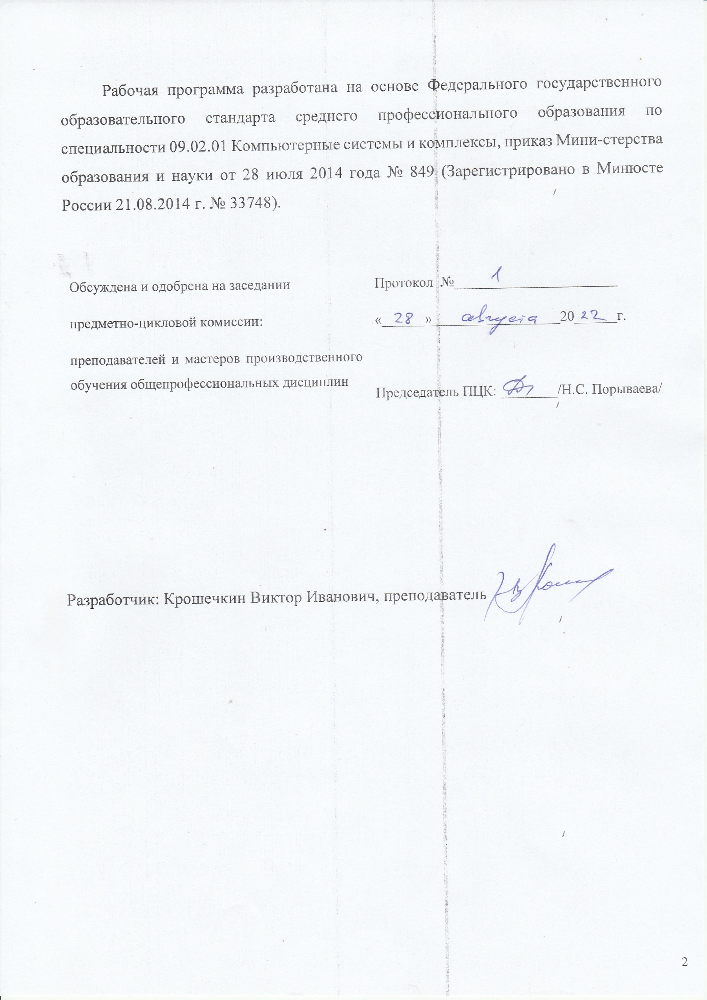 Рабочая программа разработана на основе Федерального государственного
образовательного стандарта среднего профессионального образования по
специальности 09.02.01 Компьютерные системы и комплексы, приказ Мини-стерства
образования и науки от 28 июля 2014 года № 849 (Зарегистрировано в Минюсте
России 21.08.2014 г. № 33748).
Обсуждена и одобрена на заседании
предметно-цикловой комиссии:
преподавателей и мастеров производственного
обучения общепрофессиональных дисциплин
Протокол №1
«28» августа 2022 г.
Председатель ПЦК: /Н.С. Порываева/
Разработчик: Крошечкин Виктор Иванович, преподаватель
2